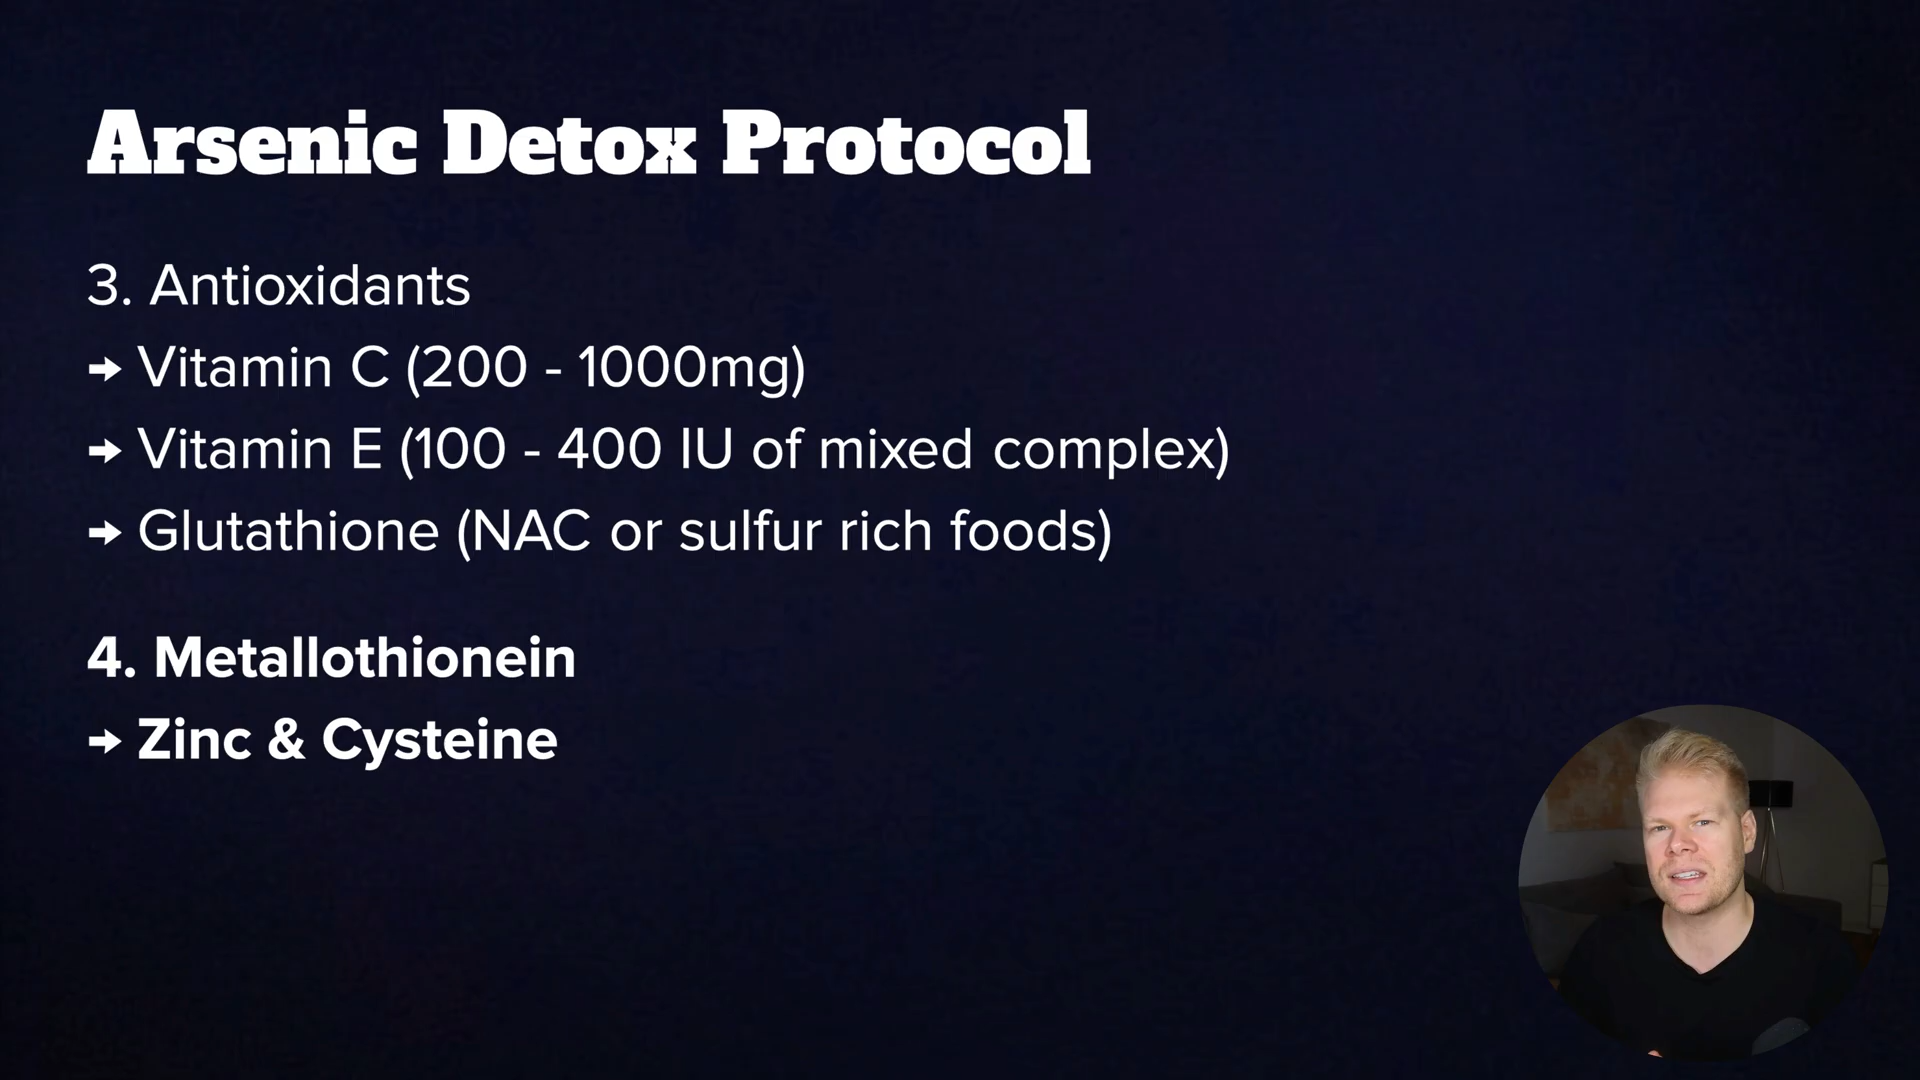 Arsenic Detox Protocol
3. Antioxidants
→ Vitamin C (200 - 1000mg)
→ Vitamin E (100 - 400 IU of mixed complex)
→ Glutathione (NAC or sulfur rich foods)
4. Metallothionein
→ Zinc & Cysteine